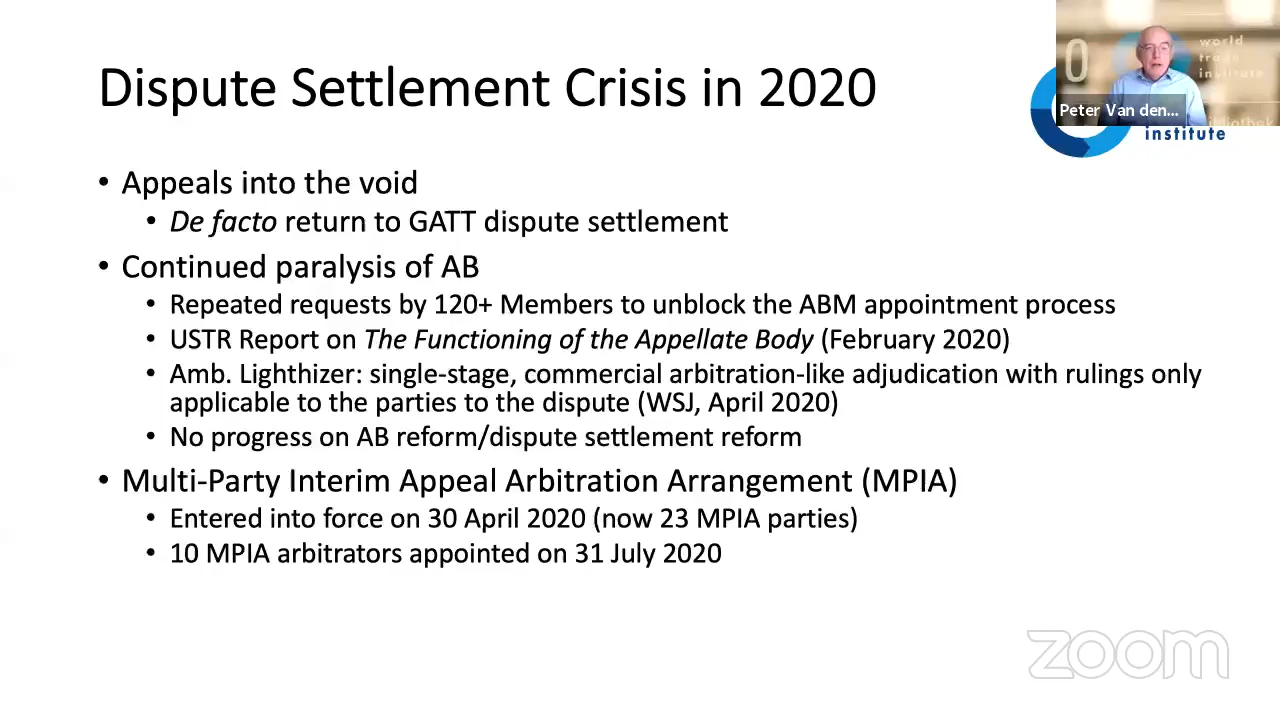 Dispute Settlement Crisis in 2020
world
trade
institute
Peter Van den...
bibliothek
institute
• Appeals into the void
• De facto return to GATT dispute settlement
• Continued paralysis of AB
• Repeated requests by 120+ Members to unblock the ABM appointment process
• USTR Report on The Functioning of the Appellate Body (February 2020)
• Amb. Lighthizer: single-stage, commercial arbitration-like adjudication with rulings only
applicable to the parties to the dispute (WSJ, April 2020)
• No progress on AB reform/dispute settlement reform
• Multi-Party Interim Appeal Arbitration Arrangement (MPIA)
• Entered into force on 30 April 2020 (now 23 MPIA parties)
• 10 MPIA arbitrators appointed on 31 July 2020
zoom